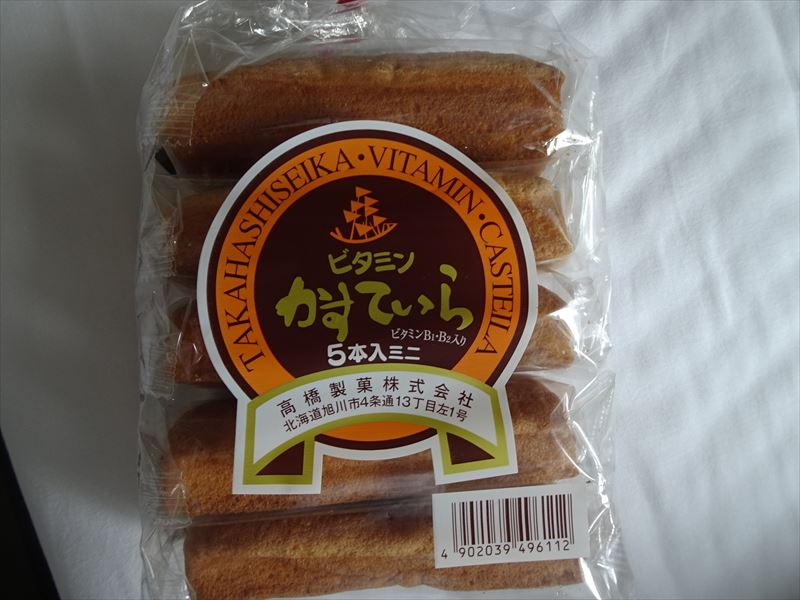 TAKAHASHISEIKA・VITAMIN・CASTEILA
ビタミン
かすていら
ビタミンB1・B2入り
5本入ミニ
高橋製菓株式会社
北海道旭川市4条通13丁目左1号
4 902039 496112